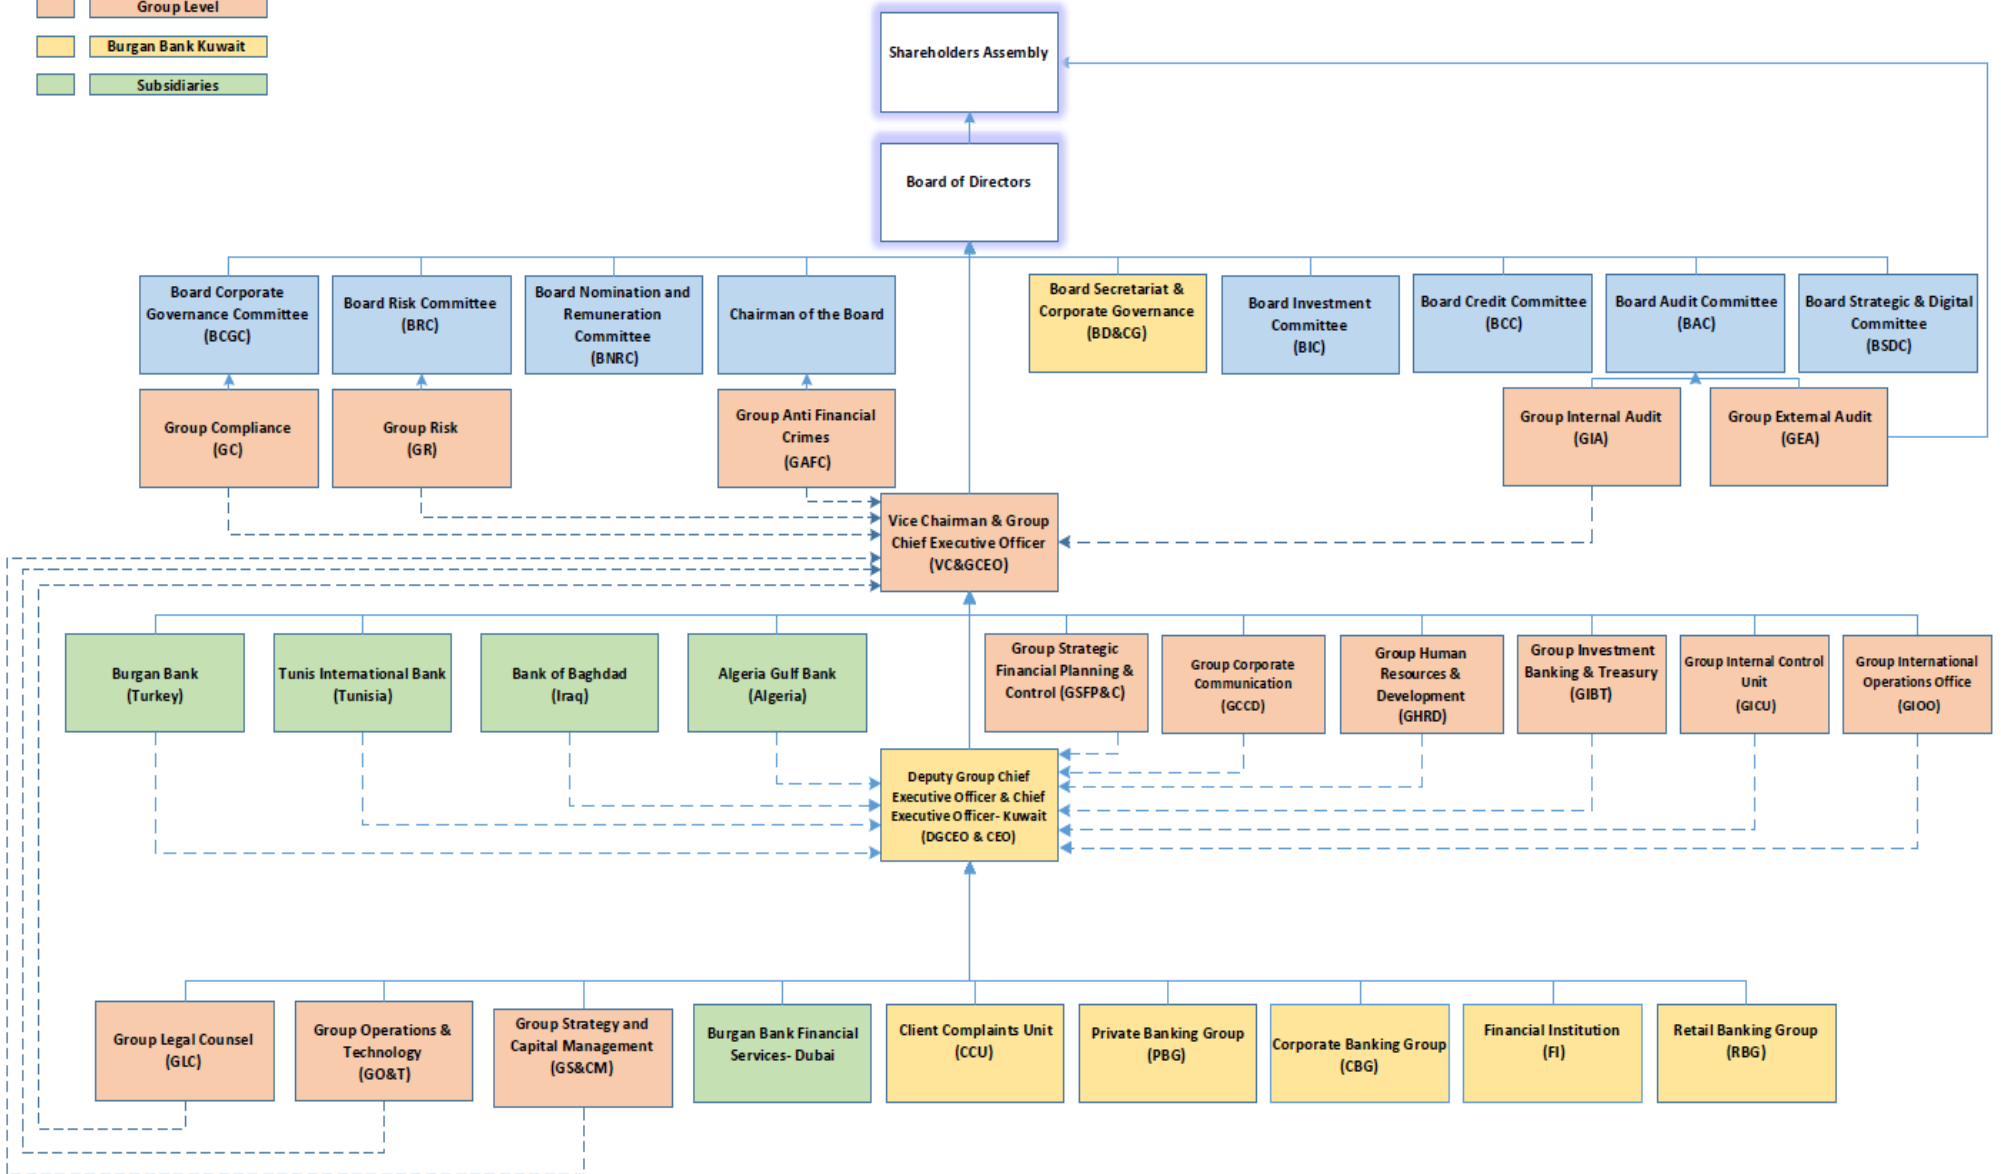 Group Level
Burgan Bank Kuwait
Subsidiaries
Shareholders Assembly
Board of Directors
Board Corporate
Governance Committee
(BCGC)
Board Risk Committee
(BRC)
Board Nomination and
Remuneration
Committee
(BNRC)
Chairman of the Board
Board Secretariat &
Corporate Governance
(BD&CG)
Board Investment
Committee
(BIC)
Board Credit Committee
(BCC)
Board Audit Committee
(BAC)
Board Strategic & Digital
Committee
(BSDC)
Group Compliance
(GC)
Group Risk
(GR)
Group Anti Financial
Crimes
(GAFC)
Group Internal Audit
(GIA)
Group External Audit
(GEA)
Vice Chairman & Group
Chief Executive Officer
(VC&GCEO)
Burgan Bank
(Turkey)
Tunis International Bank
(Tunisia)
Bank of Baghdad
(Iraq)
Algeria Gulf Bank
(Algeria)
Group Strategic
Financial Planning &
Control (GSFP&C)
Group Corporate
Communication
(GCCD)
Group Human
Resources &
Development
(GHRD)
Group Investment
Banking & Treasury
(GIBT)
Group Internal Control
Unit
(GICU)
Group International
Operations Office
(GIOO)
Deputy Group Chief
Executive Officer & Chief
Executive Officer- Kuwait
(DGCEO & CEO)
Group Legal Counsel
(GLC)
Group Operations &
Technology
(GO&T)
Group Strategy and
Capital Management
(GS&CM)
Burgan Bank Financial
Services- Dubai
Client Complaints Unit
(CCU)
Private Banking Group
(PBG)
Corporate Banking Group
(CBG)
Financial Institution
(FI)
Retail Banking Group
(RBG)